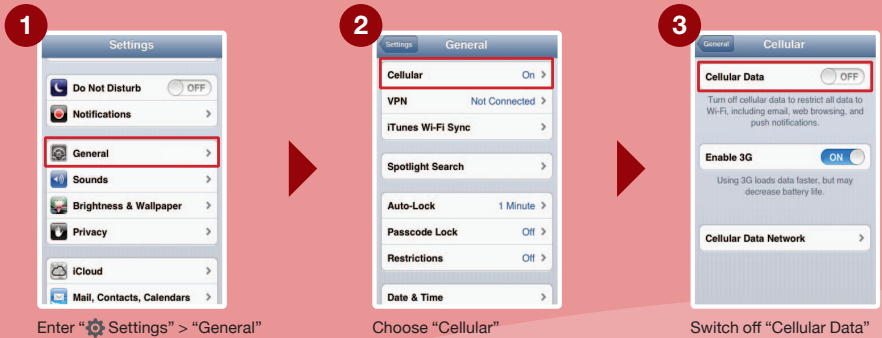 1
Settings
Do Not Disturb OFF
Notifications
General
Sounds
Brightness & Wallpaper
Privacy
iCloud
Mail, Contacts, Calendars
Enter “ Settings” > “General”
2
Settings General
Cellular On
VPN Not Connected
iTunes Wi-Fi Sync
Spotlight Search
Auto-Lock 1 Minute
Passcode Lock Off
Restrictions Off
Date & Time
Choose “Cellular”
3
General Cellular
Cellular Data OFF
Turn off cellular data to restrict all data to
Wi-Fi, including email, web browsing, and
push notifications.
Enable 3G ON
Using 3G loads data faster, but may
decrease battery life.
Cellular Data Network
Switch off “Cellular Data”